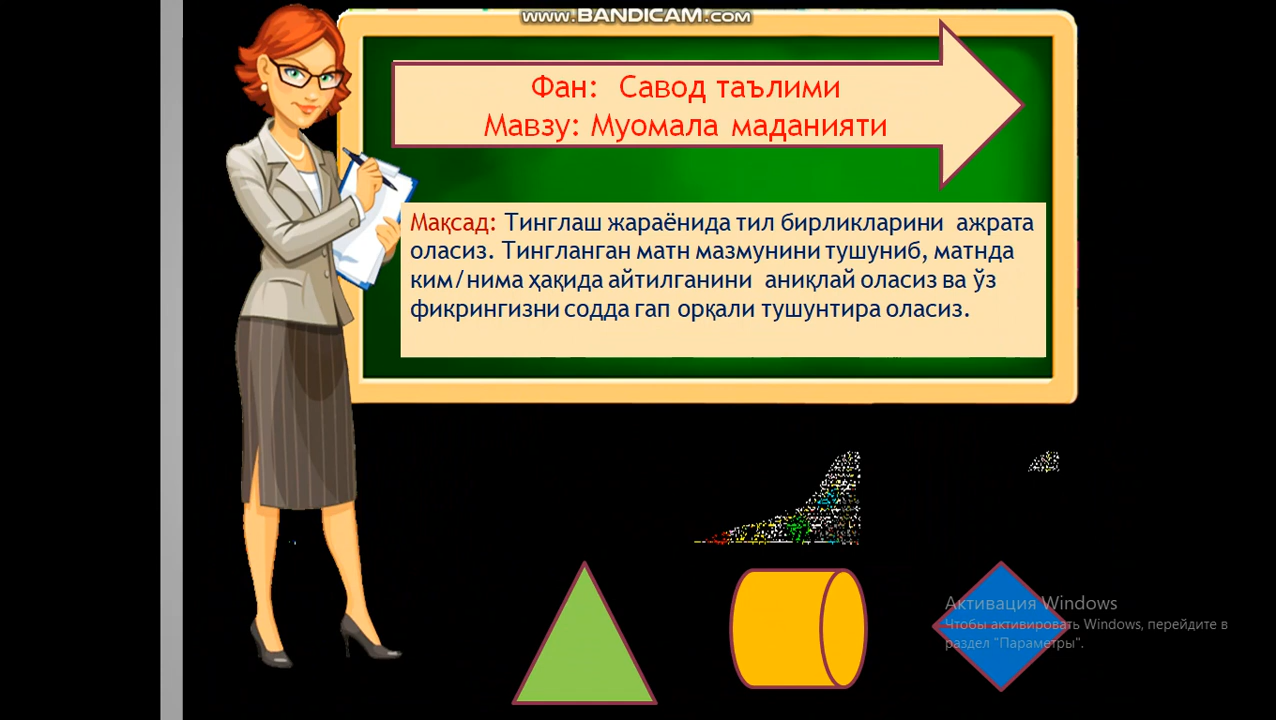 www.BANDICAM.com
Фан: Савод таълими
Мавзу: Муомала маданияти
Мақсад: Тинглаш жараёнида тил бирликларини ажрата
оласиз. Тингланган матн мазмунини тушуниб, матнда
ким/нима ҳақида айтилганини аниқлай оласиз ва ўз
фикрингизни содда гап орқали тушунтира оласиз.
Активация Windows
Чтобы активировать Windows, перейдите в
раздел "Параметры".